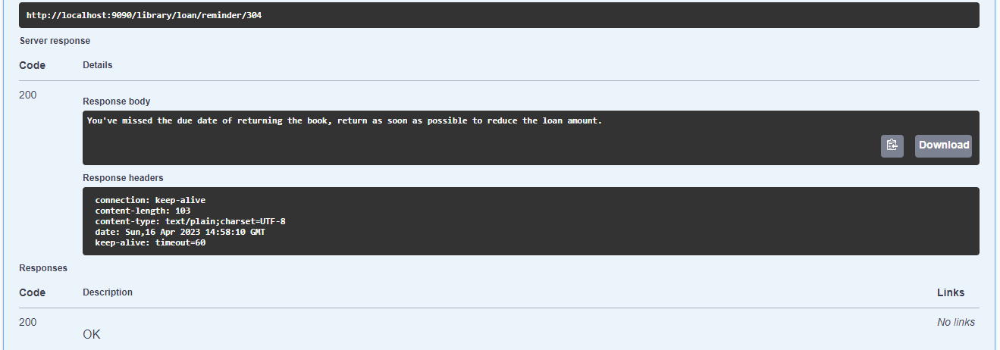 http://localhost:9090/library/loan/reminder/304
Server response
Code Details
200
Response body
You've missed the due date of returning the book, return as soon as possible to reduce the loan amount.
Download
Response headers
connection: keep-alive
content-length: 103
content-type: text/plain;charset=UTF-8
date: Sun,16 Apr 2023 14:58:10 GMT
keep-alive: timeout=60
Responses
Code Description Links
200 No links
OK